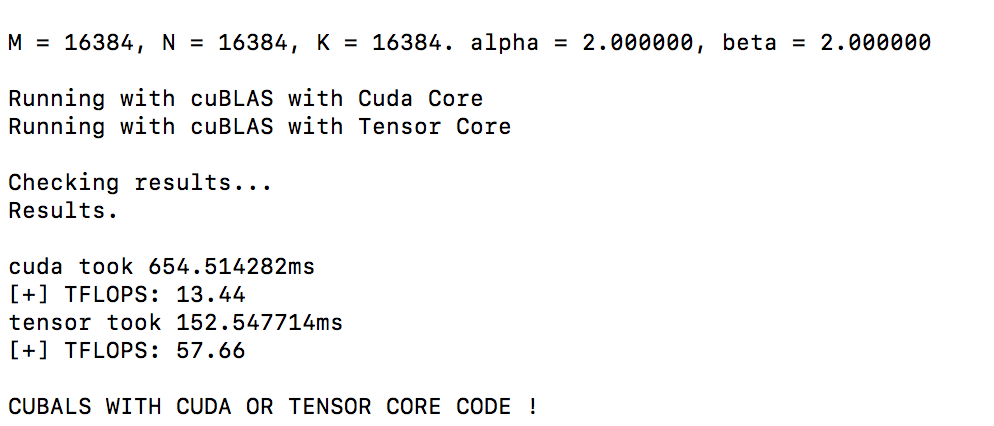 M = 16384, N = 16384, K = 16384. alpha = 2.000000, beta = 2.000000
Running with cuBLAS with Cuda Core
Running with cuBLAS with Tensor Core
Checking results...
Results.
cuda took 654.514282ms
[+] TFLOPS: 13.44
tensor took 152.547714ms
[+] TFLOPS: 57.66
CUBALS WITH CUDA OR TENSOR CORE CODE !